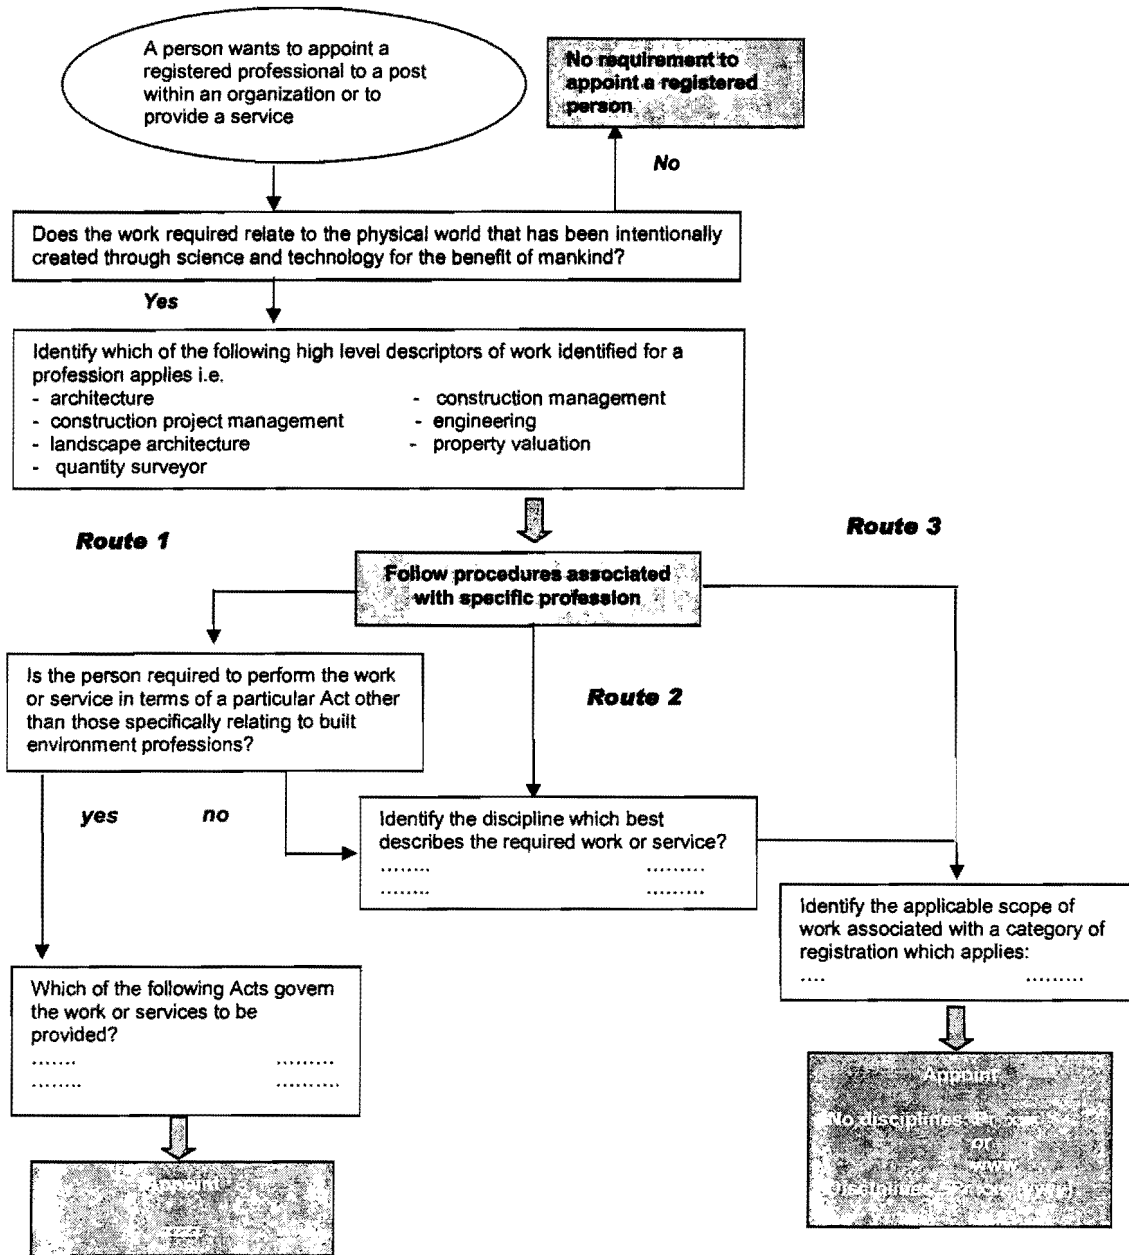 A person wants to appoint a
registered professional to a post
within an organization or to
provide a service
No requirement to
appoint a registered
person
No
Does the work required relate to the physical world that has been intentionally
created through science and technology for the benefit of mankind?
Yes
Identify which of the following high level descriptors of work identified for a
profession applies i.e.
- architecture - construction management
- construction project management - engineering
- landscape architecture - property valuation
- quantity surveyor
Route 1
Route 3
Follow procedures associated
with specific profession
Is the person required to perform the work
or service in terms of a particular Act other
than those specifically relating to built
environment professions?
Route 2
yes no
Identify the discipline which best
describes the required work or service?
........ .........
........ .........
Identify the applicable scope of
work associated with a category of
registration which applies:
.... .........
Which of the following Acts govern
the work or services to be
provided?
....... .........
........ ..........
Appoint
No disciplines
or
Appoint